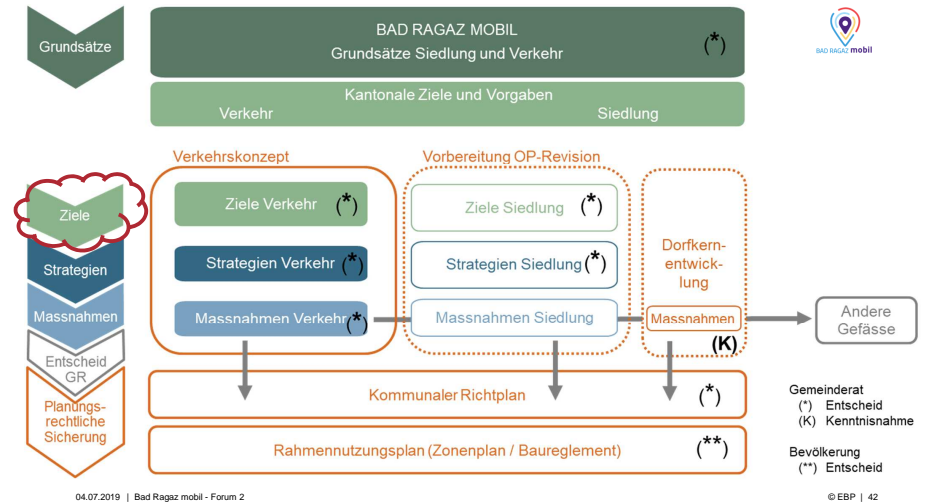 Grundsätze
BAD RAGAZ MOBIL
Grundsätze Siedlung und Verkehr
(*)
BAD RAGAZ mobil
Kantonale Ziele und Vorgaben
Verkehr
Siedlung
Verkehrskonzept
Vorbereitung OP-Revision
Ziele
Ziele Verkehr (*)
Ziele Siedlung (*)
Strategien
Strategien Verkehr (*)
Strategien Siedlung (*)
Dorfkern-
entwick-
lung
Massnahmen
Massnahmen Verkehr (*)
Massnahmen Siedlung
Massnahmen
(K)
Andere
Gefässe
Entscheid
GR
Planungs-
rechtliche
Sicherung
Kommunaler Richtplan (*)
Rahmennutzungsplan (Zonenplan / Baureglement) (**)
Gemeinderat
(*) Entscheid
(K) Kenntnisnahme
Bevölkerung
(**) Entscheid
04.07.2019 | Bad Ragaz mobil - Forum 2
© EBP | 42